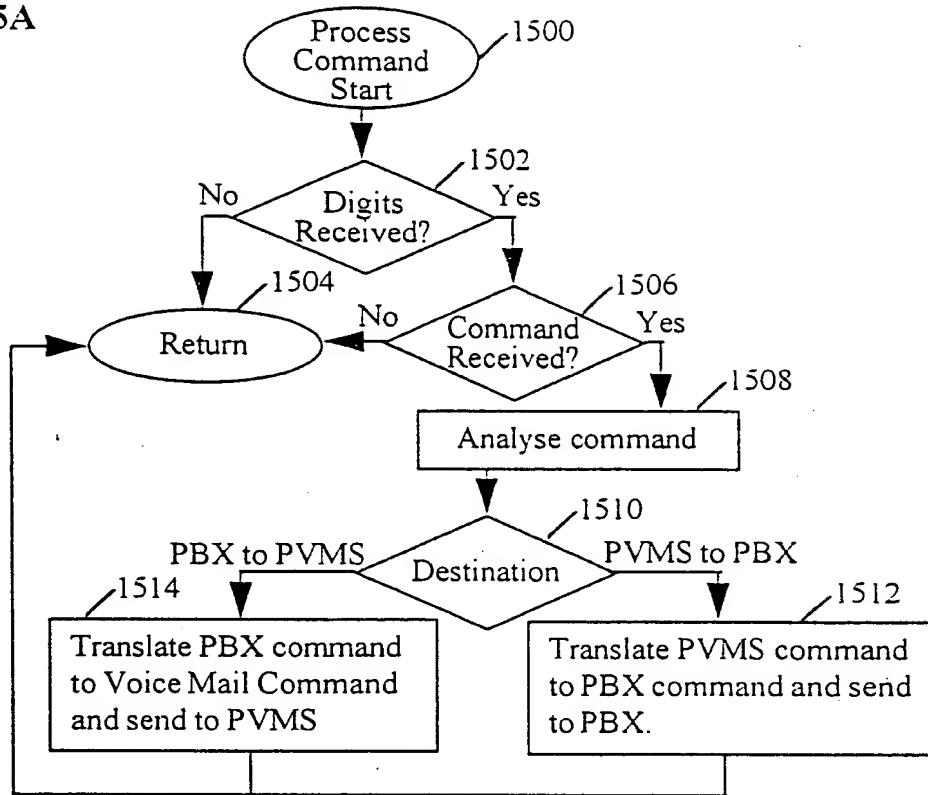 5A
Process
Command
Start
1500
1502
No
Digits
Received?
Yes
1504
Return
1506
No
Command
Received?
Yes
1508
Analyse command
1510
PBX to PVMS
Destination
PVMS to PBX
1514
Translate PBX command
to Voice Mail Command
and send to PVMS
1512
Translate PVMS command
to PBX command and send
to PBX.